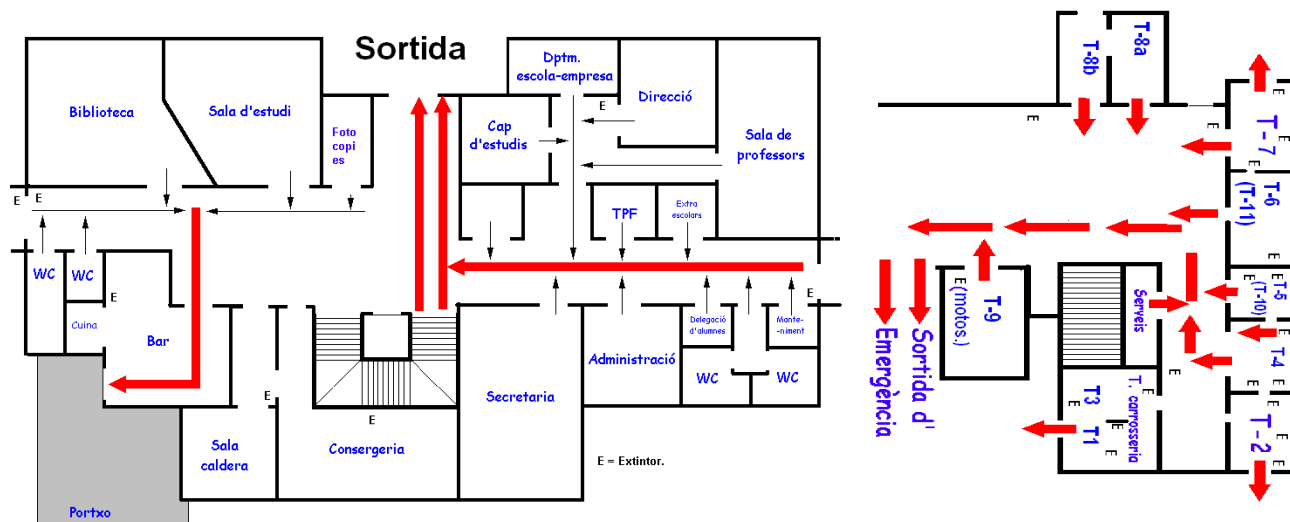 Sortida
Dptm.
escola-empresa
Direcció
Biblioteca
Sala d'estudi
Foto
copi
es
Cap
d'estudis
E
Sala de
professors
E
E
TPF
Extra
escolars
WC
WC
E
Cuina
Bar
E
E
Delegació
d'alumnes
Mante-
niment
Administració
WC
WC
Secretaria
E
E
Sala
caldera
Consergeria
E = Extintor.
Portxo
T-8b
T-8a
E
E
E
T-7
E
E
T-6
(T-11)
E
E
T-5
(T-10)
E
E
T-9
(motos.)
Serveis
Sortida d'
Emergència
E
T-4
E
E
T3
T1
E
E
E
T. carrosseria
E
T-2
E
E
E